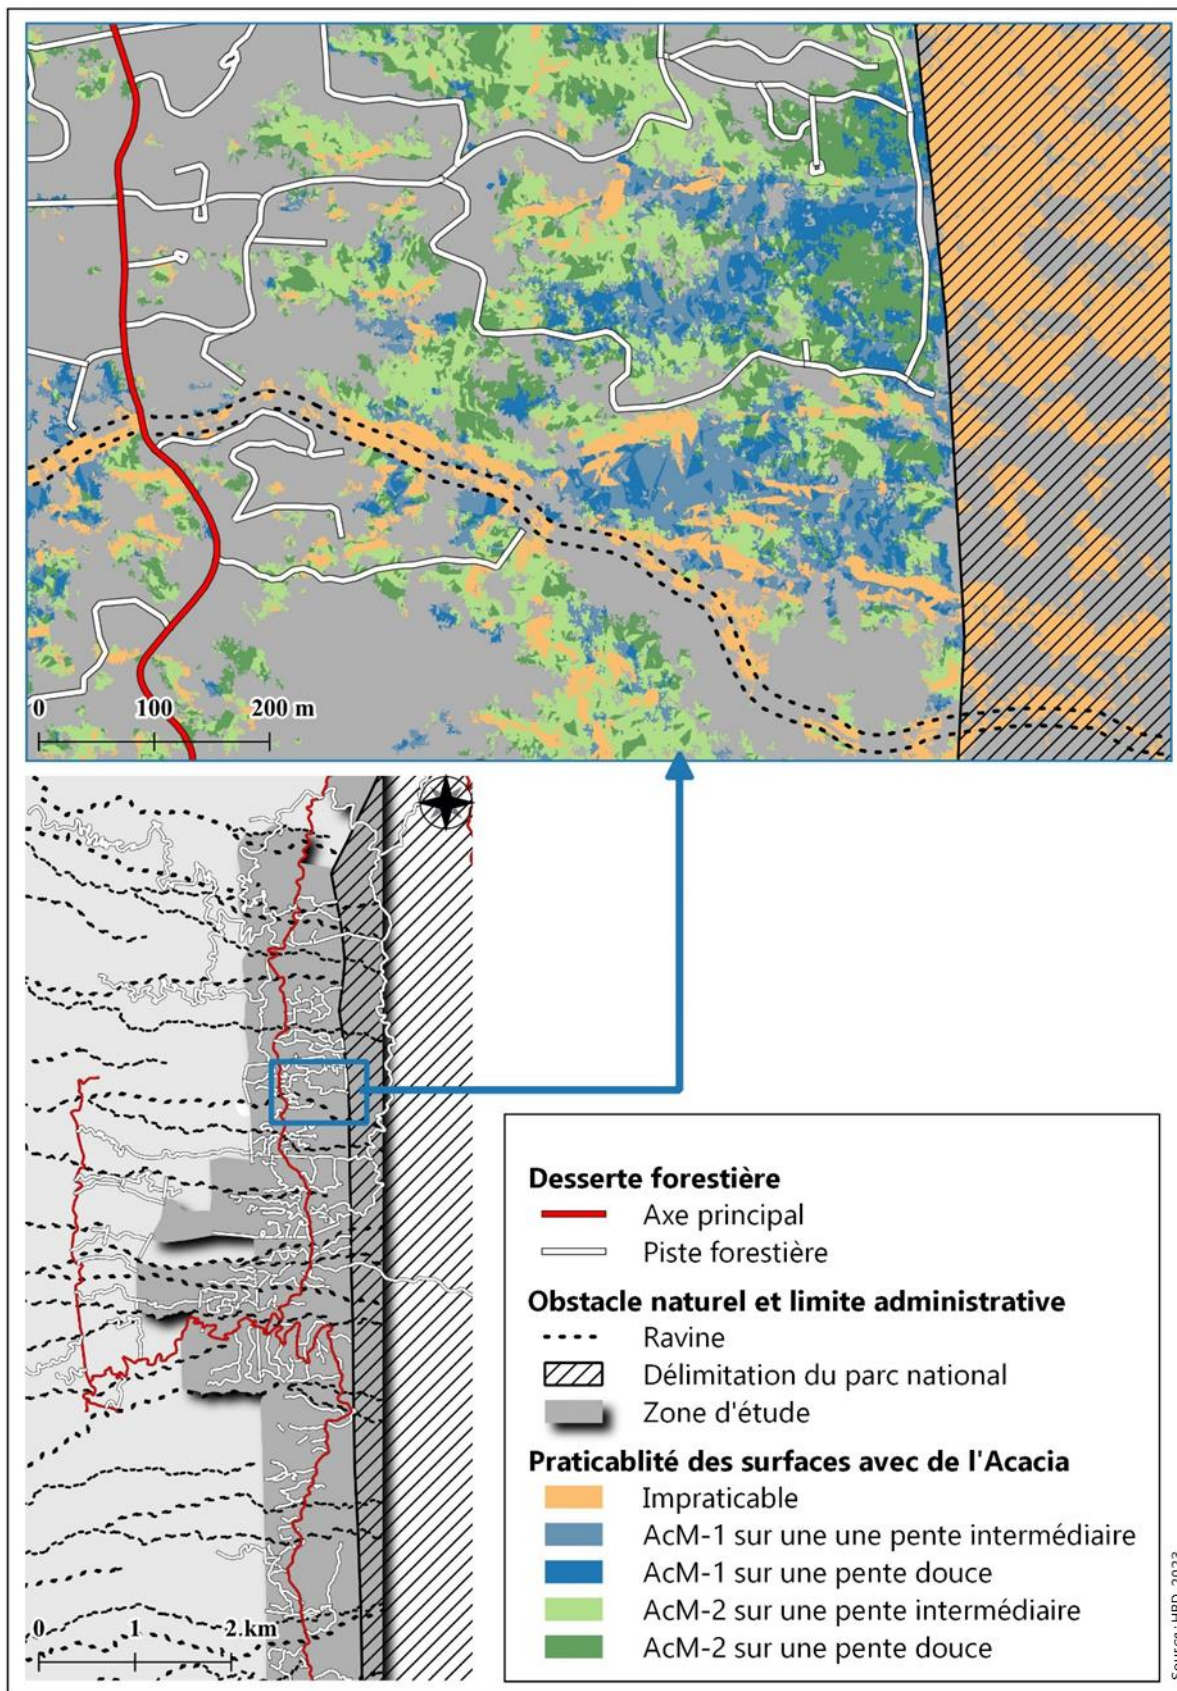 0 100 200 m
0 1 2 km
Desserte forestière
Axe principal
Piste forestière
Obstacle naturel et limite administrative
Ravine
Délimitation du parc national
Zone d'étude
Praticablité des surfaces avec de l'Acacia
Impraticable
AcM-1 sur une une pente intermédiaire
AcM-1 sur une pente douce
AcM-2 sur une pente intermédiaire
AcM-2 sur une pente douce
Source : HBD, 2023